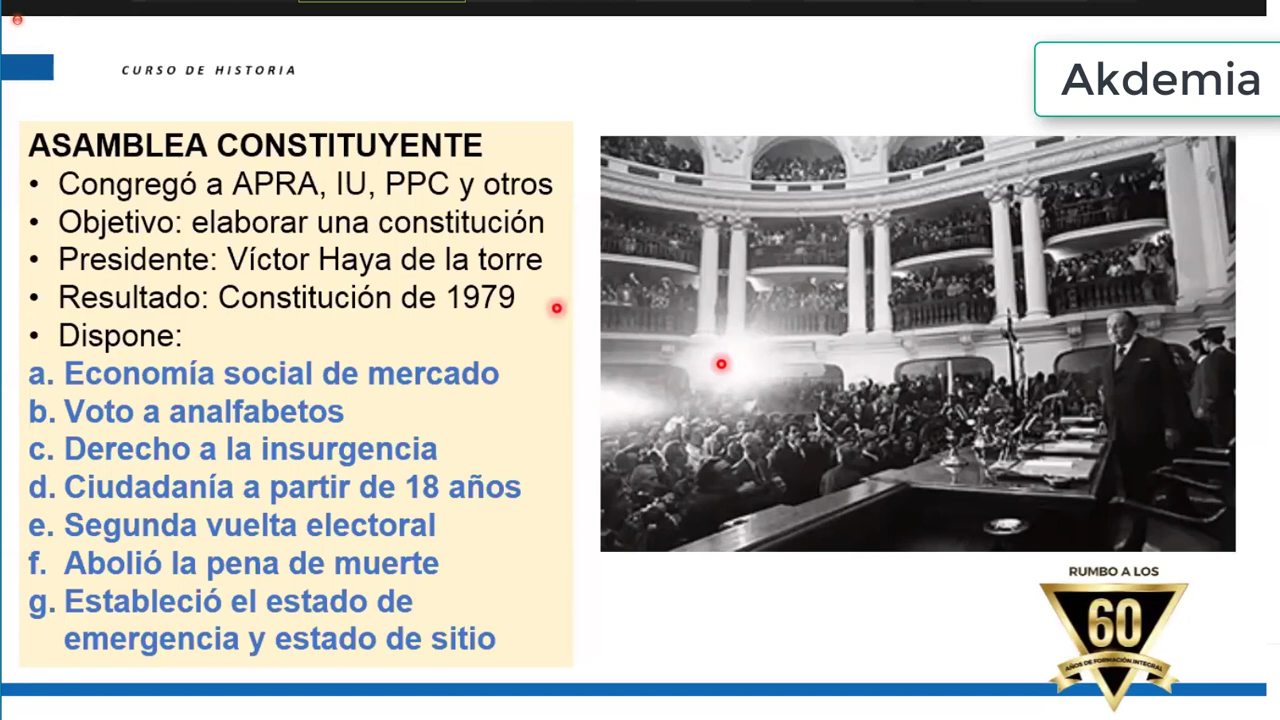 CURSO DE HISTORIA
Akdemia
ASAMBLEA CONSTITUYENTE
• Congregó a APRA, IU, PPC y otros
• Objetivo: elaborar una constitución
• Presidente: Víctor Haya de la torre
• Resultado: Constitución de 1979
• Dispone:
a. Economía social de mercado
b. Voto a analfabetos
c. Derecho a la insurgencia
d. Ciudadanía a partir de 18 años
e. Segunda vuelta electoral
f. Abolió la pena de muerte
g. Estableció el estado de
emergencia y estado de sitio
RUMBO A LOS
60
AÑOS DE FORMACIÓN INTEGRAL